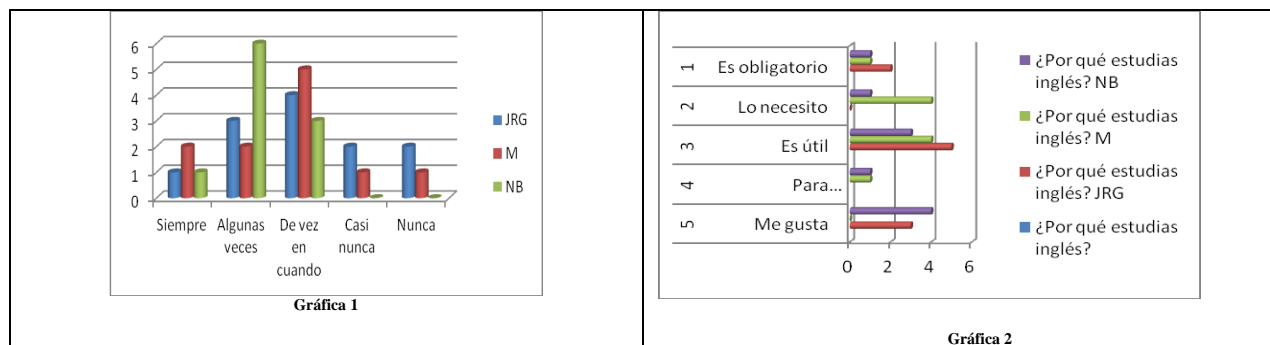 6
5
4
3
2
1
0
Siempre
Algunas
veces
De vez
en
cuando
Casi
nunca
Nunca
JRG
M
NB
Gráfica 1
1 Es obligatorio
2 Lo necesito
3 Es útil
4 Para...
5 Me gusta
0 2 4 6
¿Por qué estudias
inglés? NB
¿Por qué estudias
inglés? M
¿Por qué estudias
inglés? JRG
¿Por qué estudias
inglés?
Gráfica 2